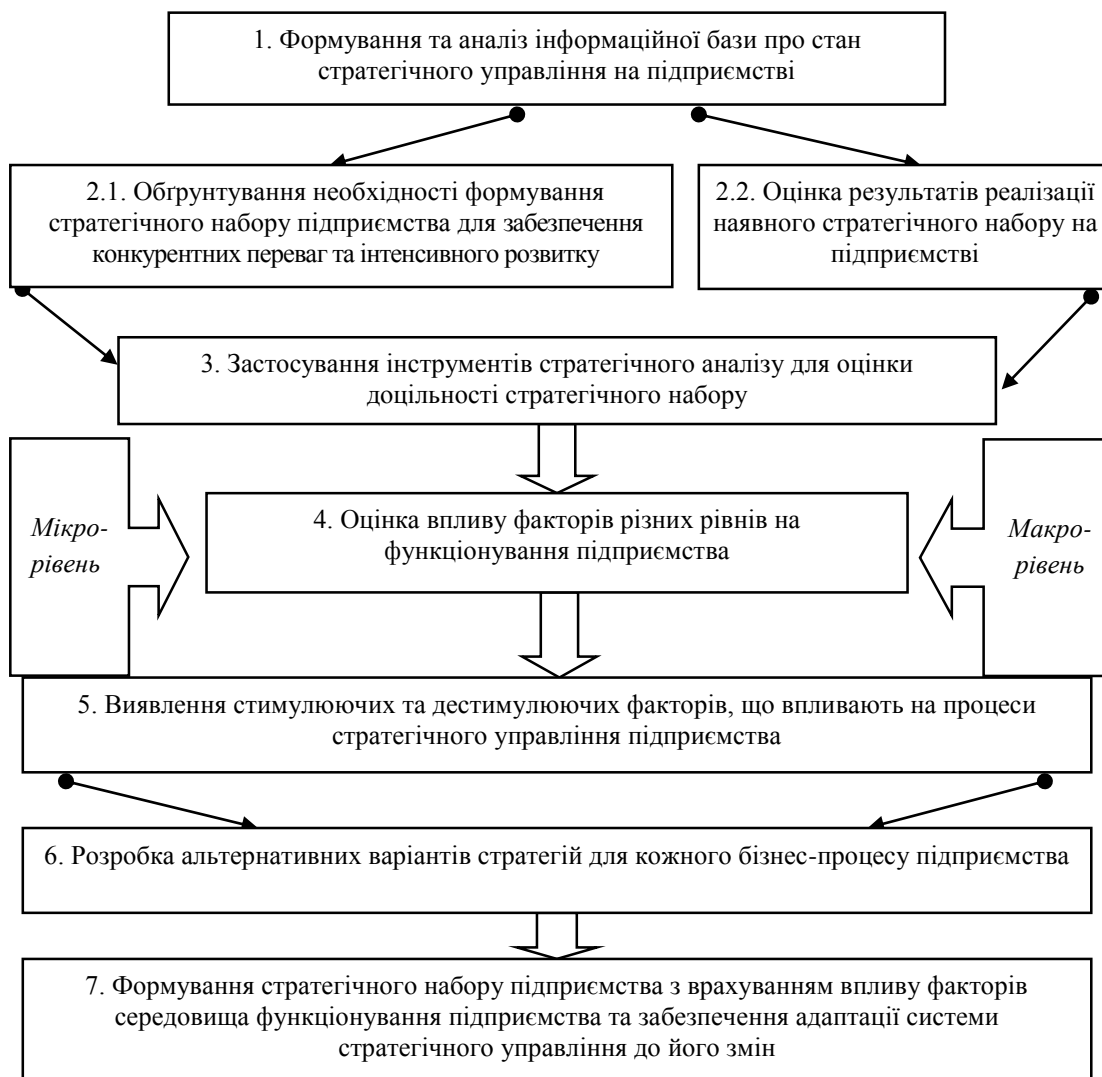 1. Формування та аналіз інформаційної бази про стан
стратегічного управління на підприємстві
2.1. Обґрунтування необхідності формування
стратегічного набору підприємства для забезпечення
конкурентних переваг та інтенсивного розвитку
2.2. Оцінка результатів реалізації
наявного стратегічного набору на
підприємстві
3. Застосування інструментів стратегічного аналізу для оцінки
доцільності стратегічного набору
Мікро-
рівень
4. Оцінка впливу факторів різних рівнів на
функціонування підприємства
Макро-
рівень
5. Виявлення стимулюючих та дестимулюючих факторів, що впливають на процеси
стратегічного управління підприємства
6. Розробка альтернативних варіантів стратегій для кожного бізнес-процесу підприємства
7. Формування стратегічного набору підприємства з врахуванням впливу факторів
середовища функціонування підприємства та забезпечення адаптації системи
стратегічного управління до його змін